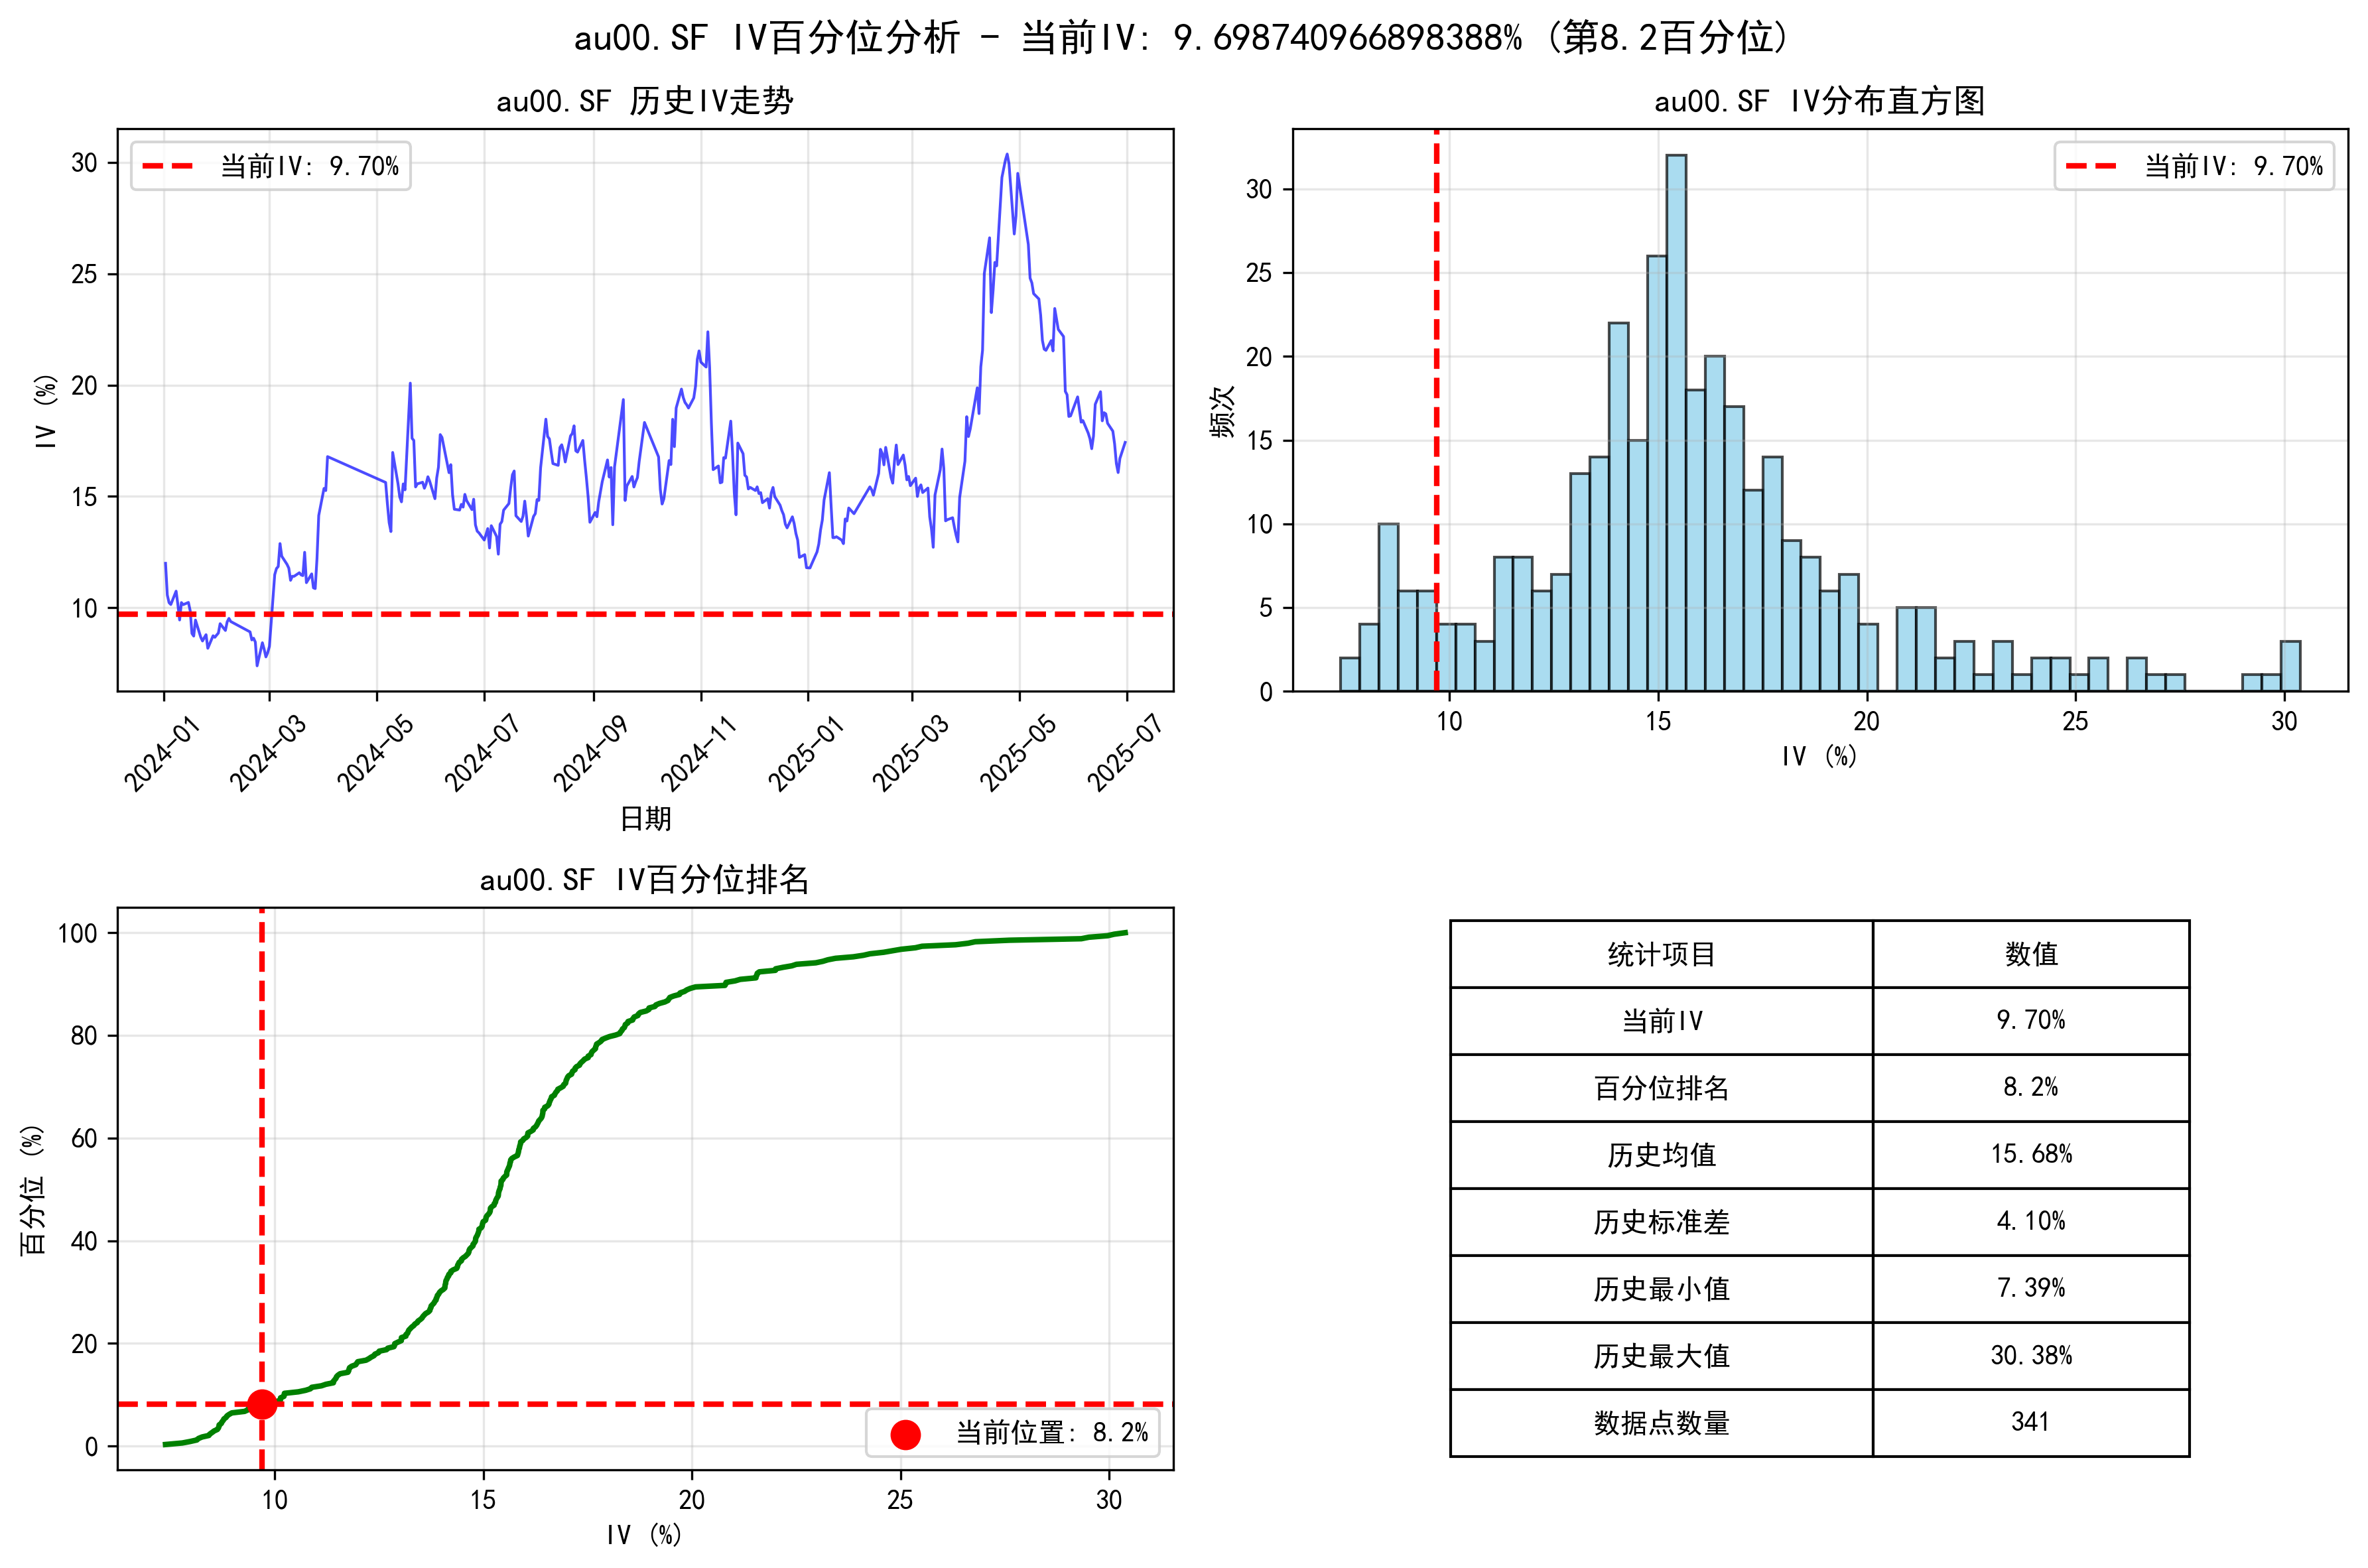 au00.SF IV百分位分析 - 当前IV: 9.698740966898388% (第8.2百分位)
au00.SF 历史IV走势
当前IV: 9.70%
30
25
20
15
10
IV (%)
2024-01
2024-03
2024-05
2024-07
2024-09
2024-11
2025-01
2025-03
2025-05
2025-07
日期
au00.SF IV分布直方图
当前IV: 9.70%
30
25
20
15
10
5
0
频次
10
15
20
25
30
IV (%)
au00.SF IV百分位排名
100
80
60
40
20
0
百分位 (%)
当前位置: 8.2%
10
15
20
25
30
IV (%)
统计项目 数值
当前IV 9.70%
百分位排名 8.2%
历史均值 15.68%
历史标准差 4.10%
历史最小值 7.39%
历史最大值 30.38%
数据点数量 341